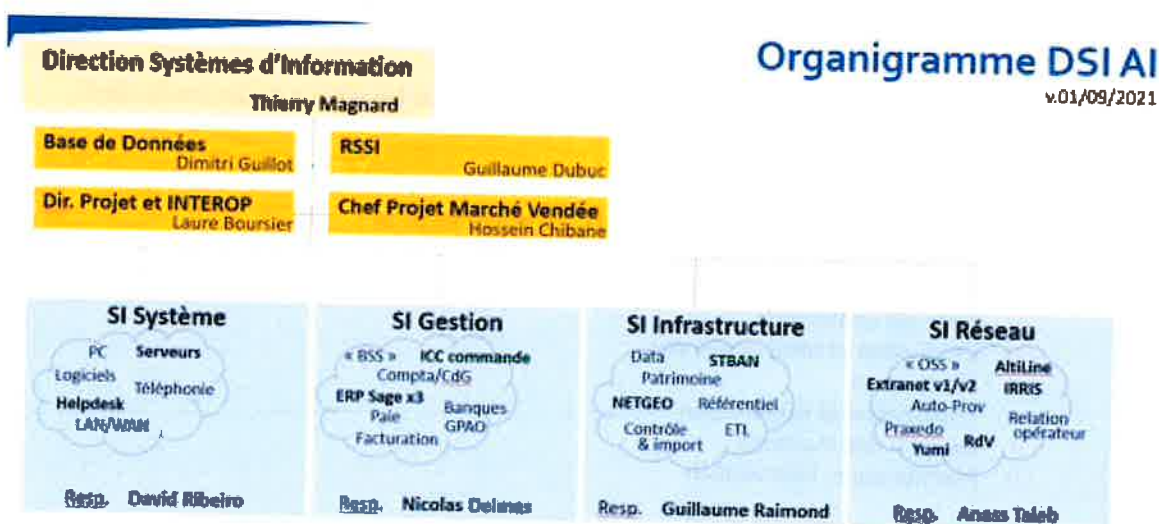 Direction Systèmes d'Information
Thierry Magnard
Organigramme DSI AI
v.01/09/2021
Base de Données
Dimitri Guillot
RSSI
Guillaume Dubuc
Dir. Projet et INTEROP
Laure Boursier
Chef Projet Marché Vendée
Hossein Chibane
SI Système
PC Serveurs
Logiciels Téléphonie
Helpdesk
LAN/WAN
Resp. David Ribeiro
SI Gestion
« BSS » ICC commande
Compta/CdG
ERP Sage x3 Banques
Paie GPAO
Facturation
Resp. Nicolas
SI Infrastructure
Data STBAN
Patrimoine
NETGEO Référentiel
Contrôle ETL
& import
Resp. Guillaume Raimond
SI Réseau
« OSS » AltiLine
Extranet v1/v2 IRRIS
Auto-Prov Relation
Praxedo RdV opérateur
Yumi
Resp. Anass Taleb